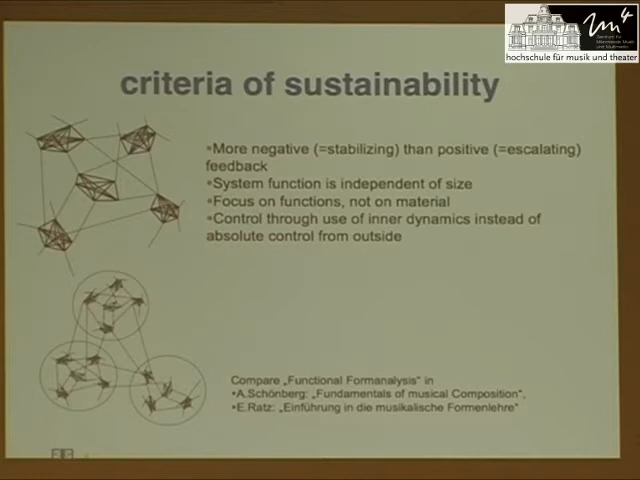 m4
hochschule für musik und theater
criteria of sustainability
▪More negative (=stabilizing) than positive (=escalating)
feedback
▪System function is independent of size
▪Focus on functions, not on material
▪Control through use of inner dynamics instead of
absolute control from outside
Compare „Functional Formanalysis“ in
▪A.Schönberg: „Fundamentals of musical Composition“,
▪E.Ratz: „Einführung in die musikalische Formenlehre“